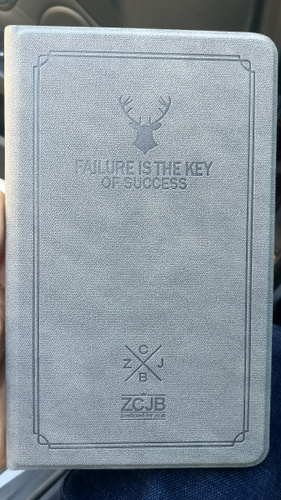 FAILURE IS THE KEY
OF SUCCESS
C
Z J
B
ZCJB